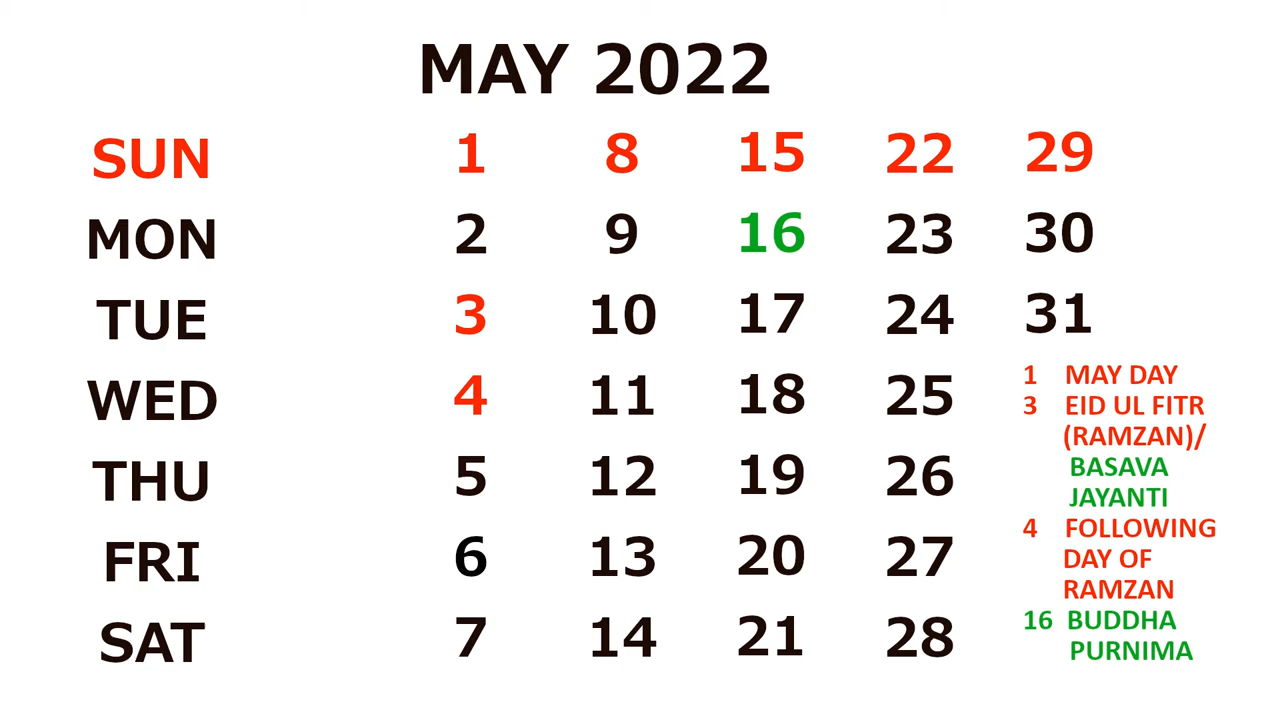 MAY 2022
SUN 1 8 15 22 29
MON 2 9 16 23 30
TUE 3 10 17 24 31
WED 4 11 18 25
THU 5 12 19 26
FRI 6 13 20 27
SAT 7 14 21 28
1 MAY DAY
3 EID UL FITR
(RAMZAN)/
BASAVA
JAYANTI
4 FOLLOWING
DAY OF
RAMZAN
16 BUDDHA
PURNIMA